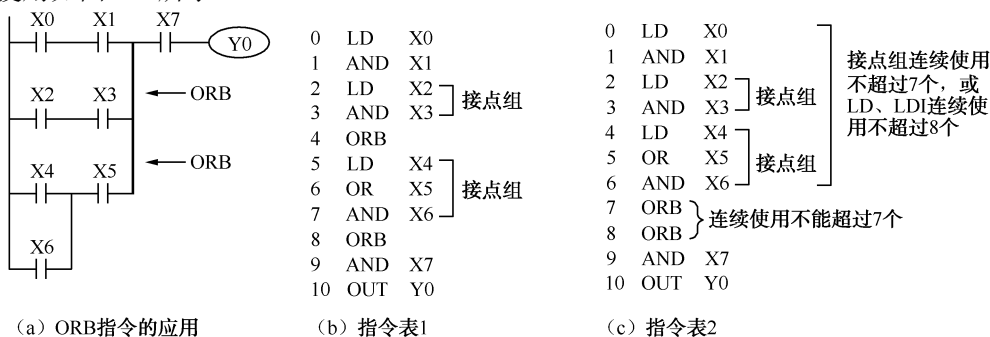 X0 X1 X7
Y0
ORB
X2 X3
ORB
X4 X5
X6
(a) ORB指令的应用
0 LD X0
1 AND X1
2 LD X2
3 AND X3
接点组
4 ORB
5 LD X4
6 OR X5
7 AND X6
接点组
8 ORB
9 AND X7
10 OUT Y0
(b) 指令表1
0 LD X0
1 AND X1
2 LD X2
3 AND X3
接点组
4 LD X4
5 OR X5
6 AND X6
接点组
接点组连续使用
不超过7个,或
LD、LDI连续使
用不超过8个
7 ORB
8 ORB
连续使用不能超过7个
9 AND X7
10 OUT Y0
(c) 指令表2